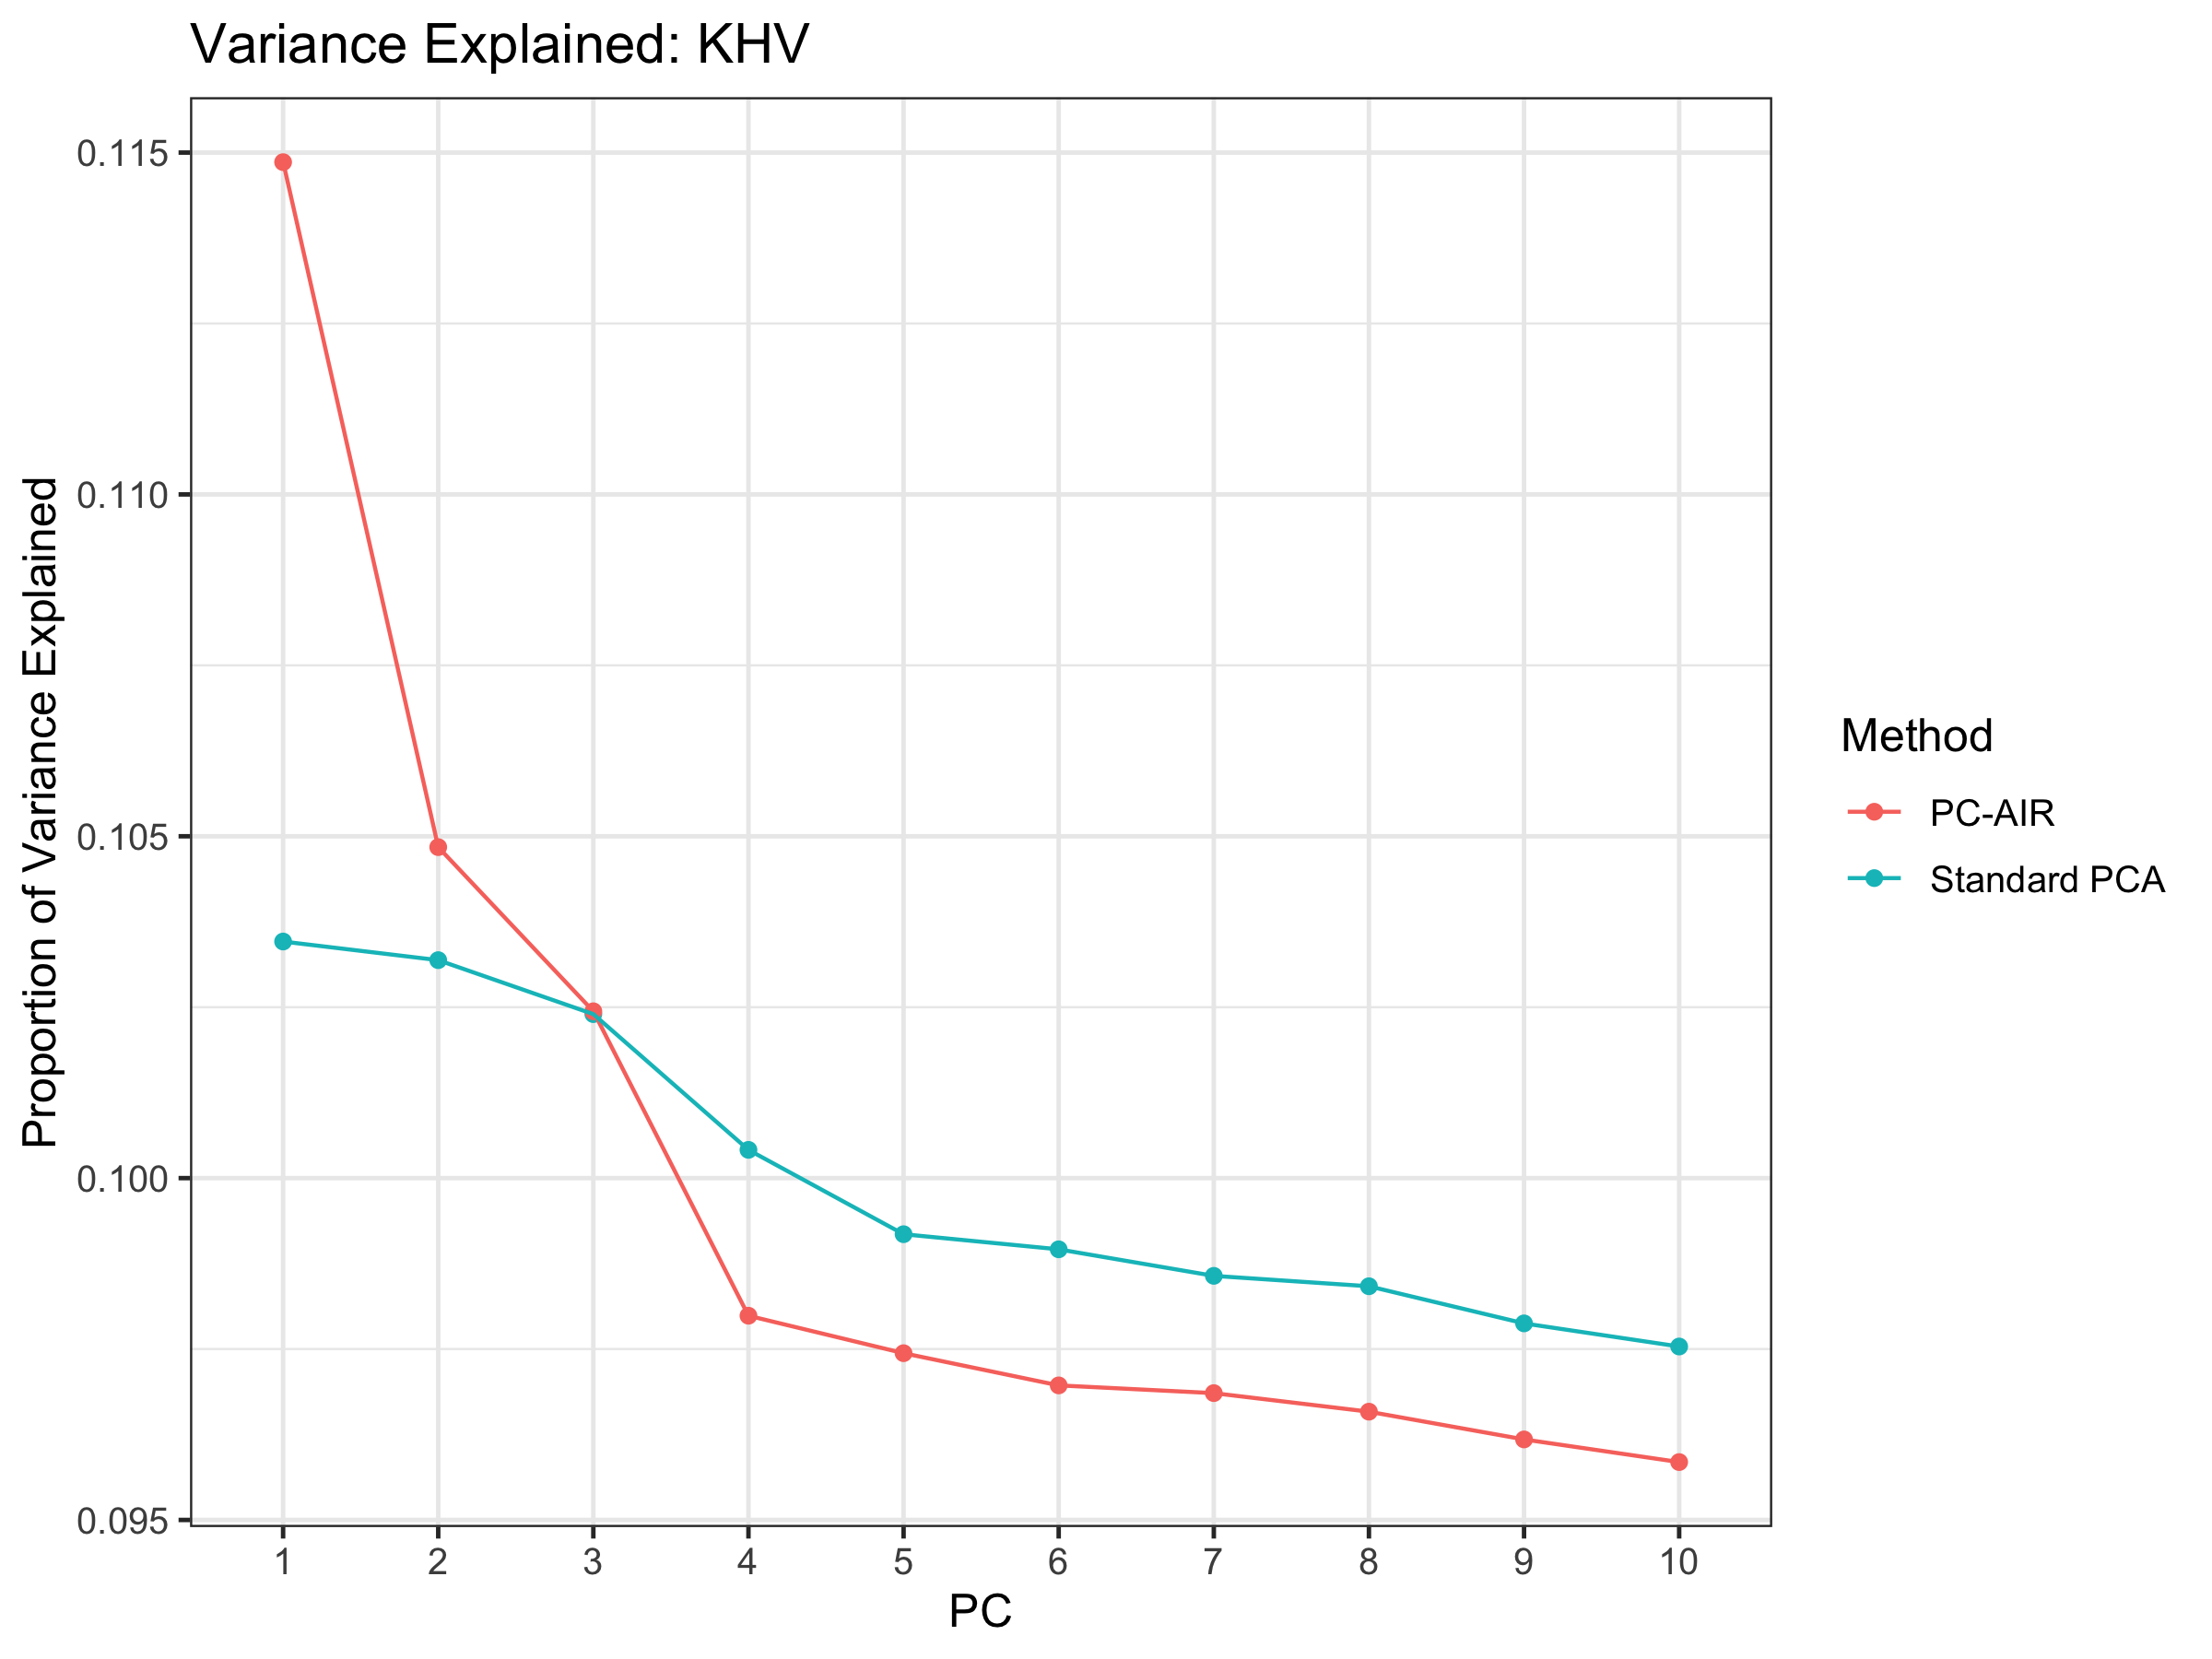 Variance Explained: KHV
Proportion of Variance Explained
0.115
0.110
0.105
0.100
0.095
1 2 3 4 5 6 7 8 9 10
PC
Method
PC-AIR
Standard PCA